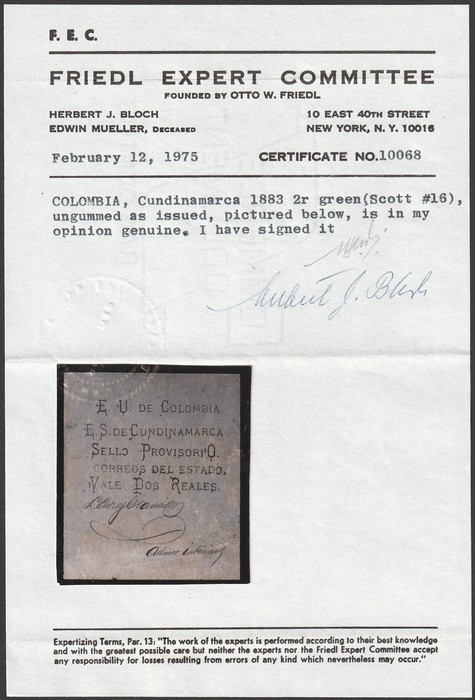 F. E. C.
FRIEDL EXPERT COMMITTEE
FOUNDED BY OTTO W. FRIEDL
HERBERT J. BLOCH
EDWIN MUELLER, DECEASED
10 EAST 40TH STREET
NEW YORK, N. Y. 10016
February 12, 1975
CERTIFICATE NO.10068
COLOMBIA, Cundinamarca 1883 2r green(Scott #16),
ungummed as issued, pictured below, is in my
opinion genuine. I have signed it
Herbert J. Bloch
E. U. DE COLOMBIA
E. S. DE CUNDINAMARCA
SELLO PROVISORIO.
CORREOS DEL ESTADO.
VALE DOS REALES.
Expertizing Terms, Par. 13: "The work of the experts is performed according to their best knowledge
and with the greatest possible care but neither the experts nor the Friedl Expert Committee accept
any responsibility for losses resulting from errors of any kind which nevertheless may occur."